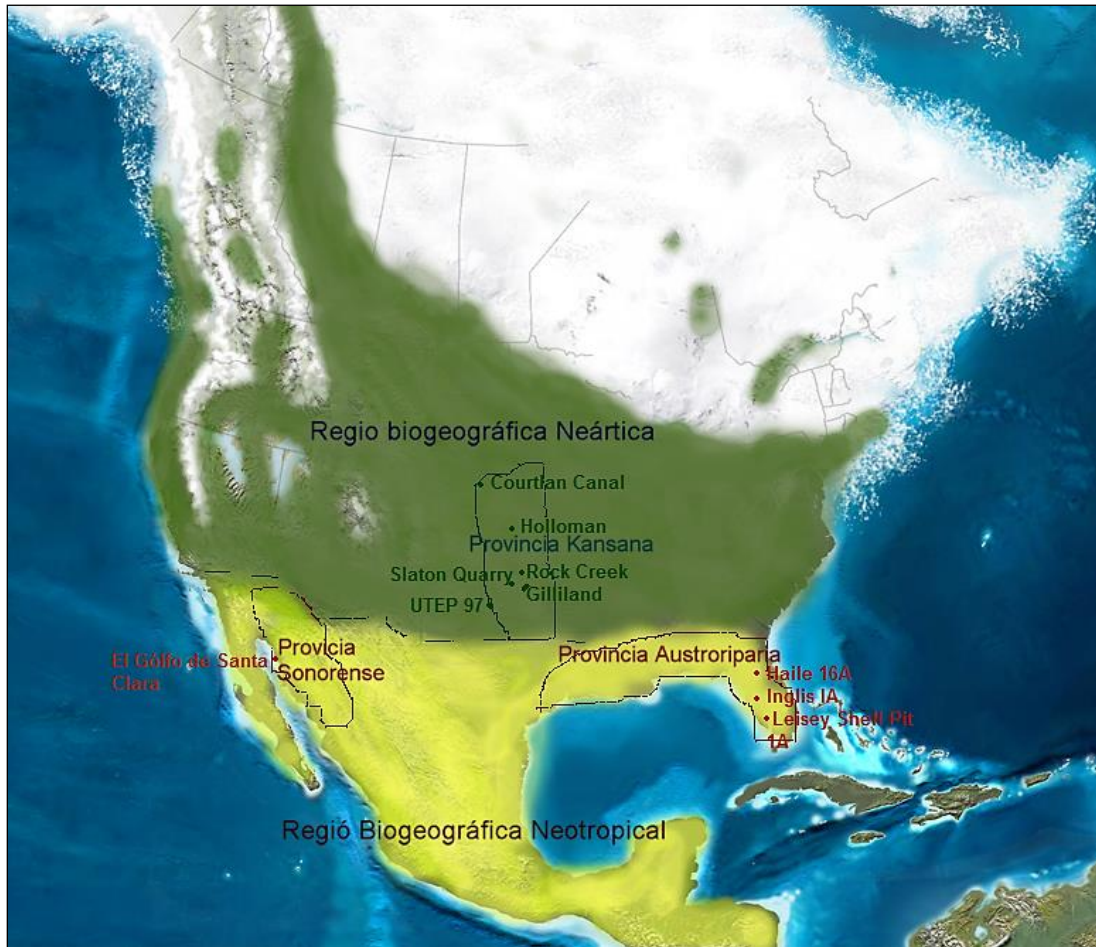 Regio biogeográfica Neártica
Courtlan Canal
Holloman
Provincia Kansana
Slaton Quarry
Rock Creek
Gilliland
UTEP 97
El Gólfo de Santa
Clara
Provicia
Sonorense
Provincia Austroriparia
Haile 16A
Inglis IA
Leisey Shell Pit
1A
Regió Biogeográfica Neotropical